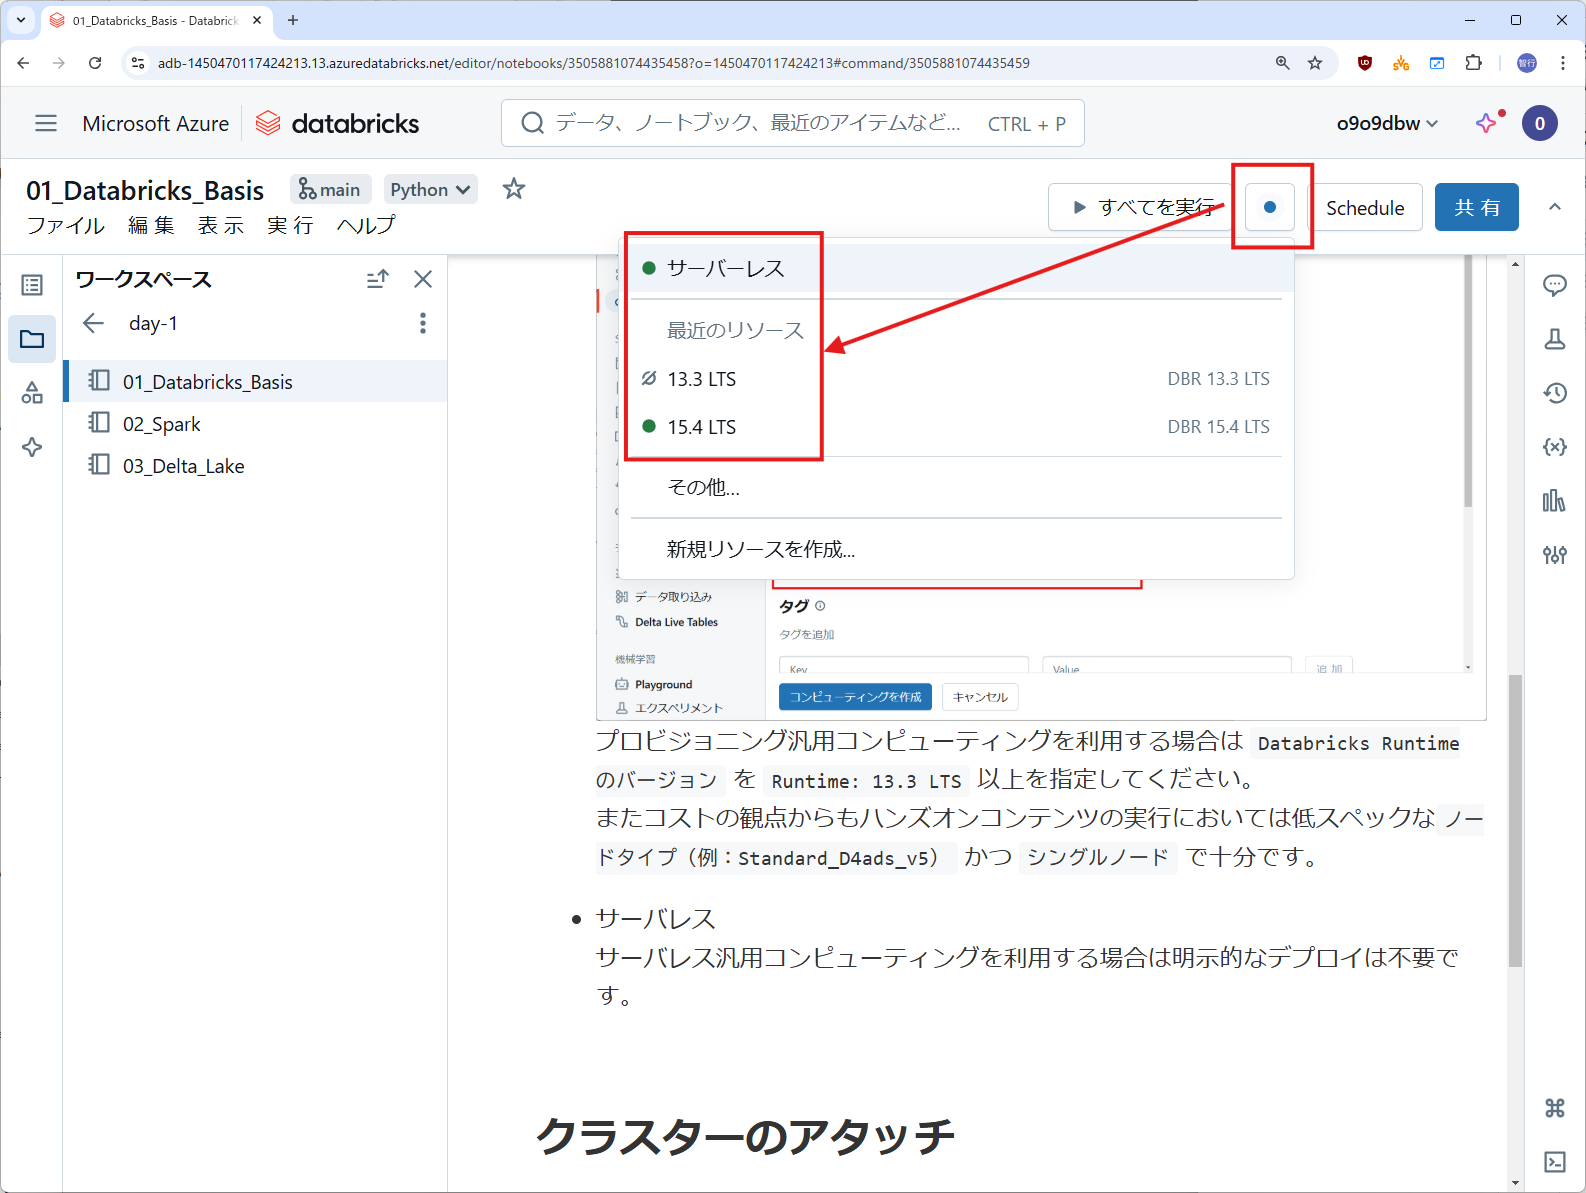 01_Databricks_Basis - Databrick
adb-1450470117424213.13.azuredatabricks.net/editor/notebooks/3505881074435458?o=1450470117424213#command/3505881074435459
智行
Microsoft Azure
databricks
データ、ノートブック、最近のアイテムなど...
CTRL + P
o9o9dbw
0
01_Databricks_Basis
main
Python
ファイル 編集 表示 実行 ヘルプ
すべてを実行
Schedule
共有
ワークスペース
day-1
01_Databricks_Basis
02_Spark
03_Delta_Lake
サーバーレス
最近のリソース
13.3 LTS
DBR 13.3 LTS
15.4 LTS
DBR 15.4 LTS
その他...
新規リソースを作成...
データ取り込み
Delta Live Tables
機械学習
Playground
エクスペリメント
タグ
タグを追加
Key
Value
追加
コンピューティングを作成
キャンセル
プロビジョニング汎用コンピューティングを利用する場合は Databricks Runtime
のバージョン を Runtime: 13.3 LTS 以上を指定してください。
またコストの観点からもハンズオンコンテンツの実行においては低スペックな ノー
ドタイプ（例：Standard_D4ads_v5） かつ シングルノード で十分です。
サーバレス
サーバレス汎用コンピューティングを利用する場合は明示的なデプロイは不要で
す。
クラスターのアタッチ